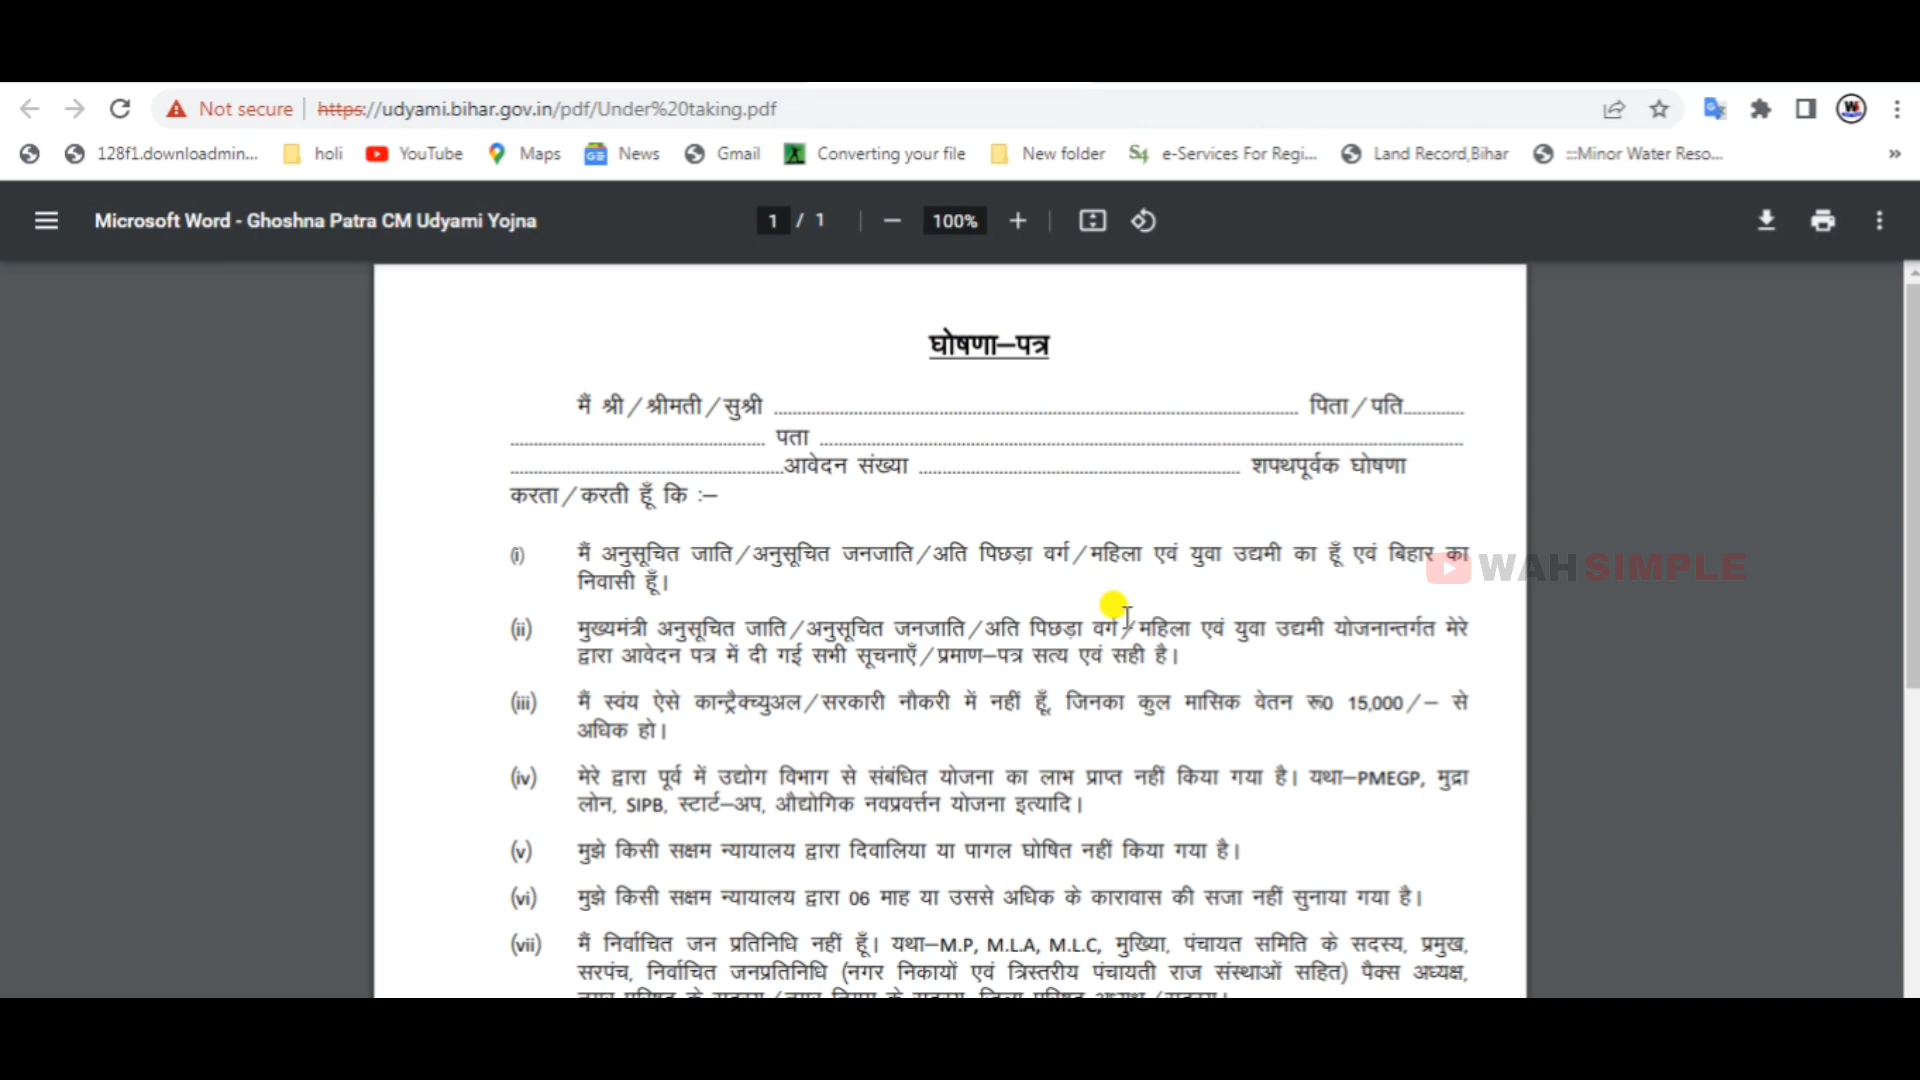 Not secure | https://udyami.bihar.gov.in/pdf/Under%20taking.pdf
128f1.downloadmin... holi YouTube Maps News Gmail Converting your file New folder e-Services For Regi... Land Record,Bihar :::Minor Water Reso... »
Microsoft Word - Ghoshna Patra CM Udyami Yojna 1 / 1 100%
घोषणा–पत्र
मैं श्री/श्रीमती/सुश्री ........ पिता/पति........
........ पता ........
........आवेदन संख्या ........ शपथपूर्वक घोषणा
करता/करती हूँ कि :–
(i) मैं अनुसूचित जाति/अनुसूचित जनजाति/अति पिछड़ा वर्ग/महिला एवं युवा उद्यमी का हूँ एवं बिहार का
निवासी हूँ।
WAHSIMPLE
(ii) मुख्यमंत्री अनुसूचित जाति/अनुसूचित जनजाति/अति पिछड़ा वर्ग/महिला एवं युवा उद्यमी योजनान्तर्गत मेरे
द्वारा आवेदन पत्र में दी गई सभी सूचनाएँ/प्रमाण–पत्र सत्य एवं सही है।
(iii) मैं स्वंय ऐसे कान्ट्रैक्च्युअल/सरकारी नौकरी में नहीं हूँ, जिनका कुल मासिक वेतन रू0 15,000/– से
अधिक हो।
(iv) मेरे द्वारा पूर्व में उद्योग विभाग से संबंधित योजना का लाभ प्राप्त नहीं किया गया है। यथा–PMEGP, मुद्रा
लोन, SIPB, स्टार्ट–अप, औद्योगिक नवप्रवर्त्तन योजना इत्यादि।
(v) मुझे किसी सक्षम न्यायालय द्वारा दिवालिया या पागल घोषित नहीं किया गया है।
(vi) मुझे किसी सक्षम न्यायालय द्वारा 06 माह या उससे अधिक के कारावास की सजा नहीं सुनाया गया है।
(vii) मैं निर्वाचित जन प्रतिनिधि नहीं हूँ। यथा–M.P, M.L.A, M.L.C, मुखिया, पंचायत समिति के सदस्य, प्रमुख,
सरपंच, निर्वाचित जनप्रतिनिधि (नगर निकायों एवं त्रिस्तरीय पंचायती राज संस्थाओं सहित) पैक्स अध्यक्ष,